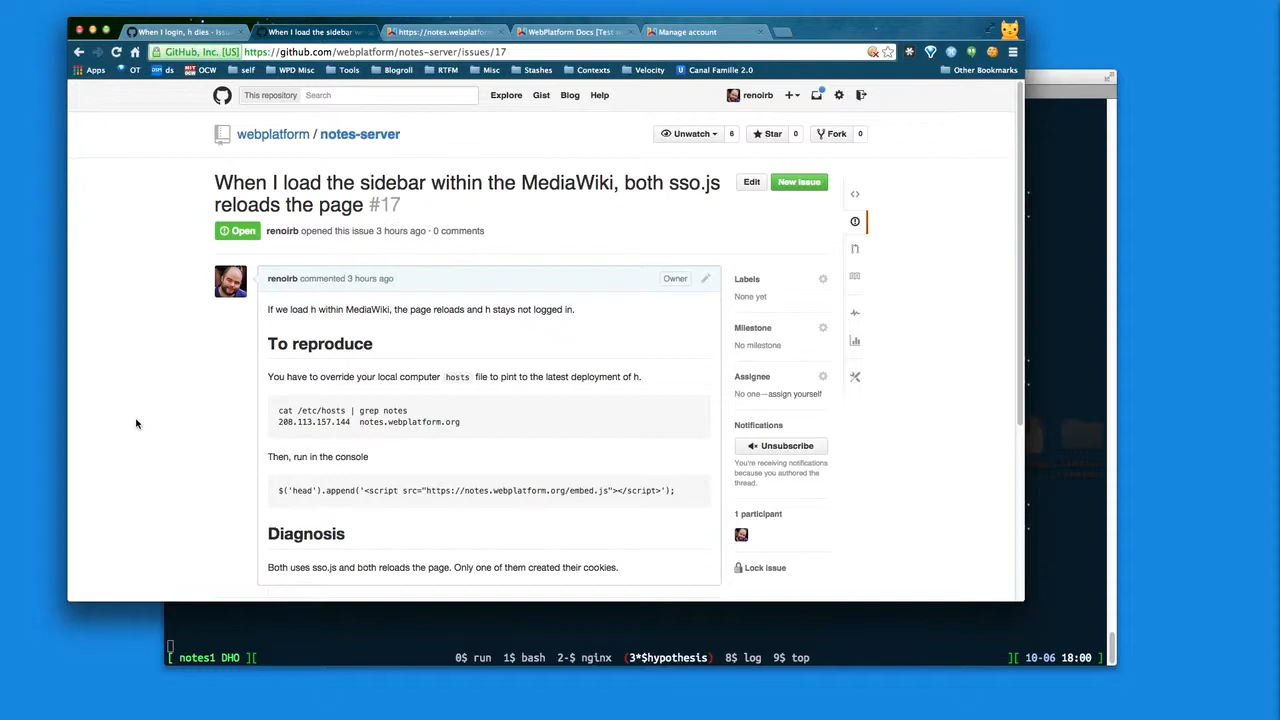 When I login, h dies - Issu
When I load the sidebar w
https://notes.webplatform
WebPlatform Docs [Test w
Manage account
GitHub, Inc. [US] https://github.com/webplatform/notes-server/issues/17
Apps OT ds OCW self WPD Misc Tools Blogroll RTFM Misc Stashes Contexts Velocity Canal Famille 2.0 Other Bookmarks
This repository Search Explore Gist Blog Help renoirb
webplatform / notes-server Unwatch 6 Star 0 Fork 0
When I load the sidebar within the MediaWiki, both sso.js
reloads the page #17
Edit New issue
Open renoirb opened this issue 3 hours ago · 0 comments
renoirb commented 3 hours ago Owner
If we load h within MediaWiki, the page reloads and h stays not logged in.
To reproduce
You have to override your local computer hosts file to pint to the latest deployment of h.
cat /etc/hosts | grep notes
208.113.157.144 notes.webplatform.org
Then, run in the console
$('head').append('<script src="https://notes.webplatform.org/embed.js"></script>');
Diagnosis
Both uses sso.js and both reloads the page. Only one of them created their cookies.
Labels
None yet
Milestone
No milestone
Assignee
No one—assign yourself
Notifications
Unsubscribe
You're receiving notifications
because you authored the
thread.
1 participant
Lock issue
[ notes1 DHO ][ 0$ run 1$ bash 2-$ nginx (3*$hypothesis) 8$ log 9$ top ][ 10-06 18:00 ]